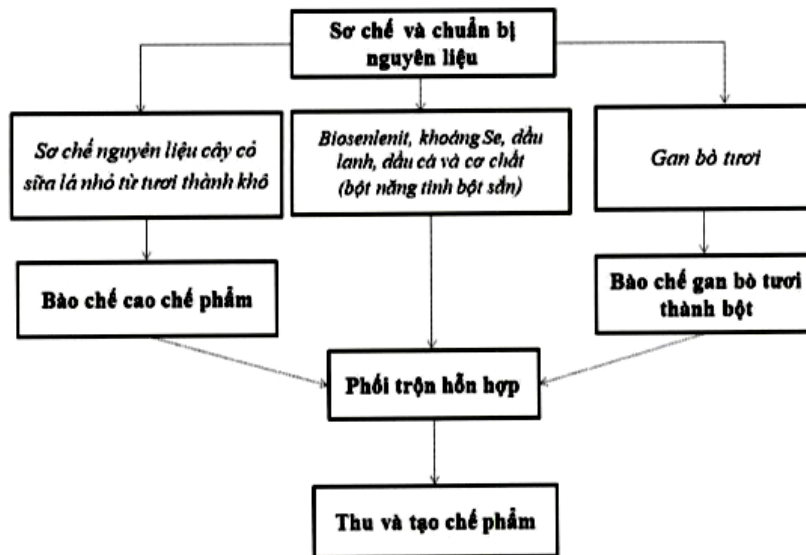 Sơ chế và chuẩn bị
nguyên liệu
Sơ chế nguyên liệu cây cỏ
sữa lá nhỏ từ tươi thành khô
Biosenlenit, khoáng Se, dầu
lanh, dầu cá và cơ chất
(bột năng tinh bột sắn)
Gan bò tươi
Bào chế cao chế phẩm
Bào chế gan bò tươi
thành bột
Phối trộn hỗn hợp
Thu và tạo chế phẩm